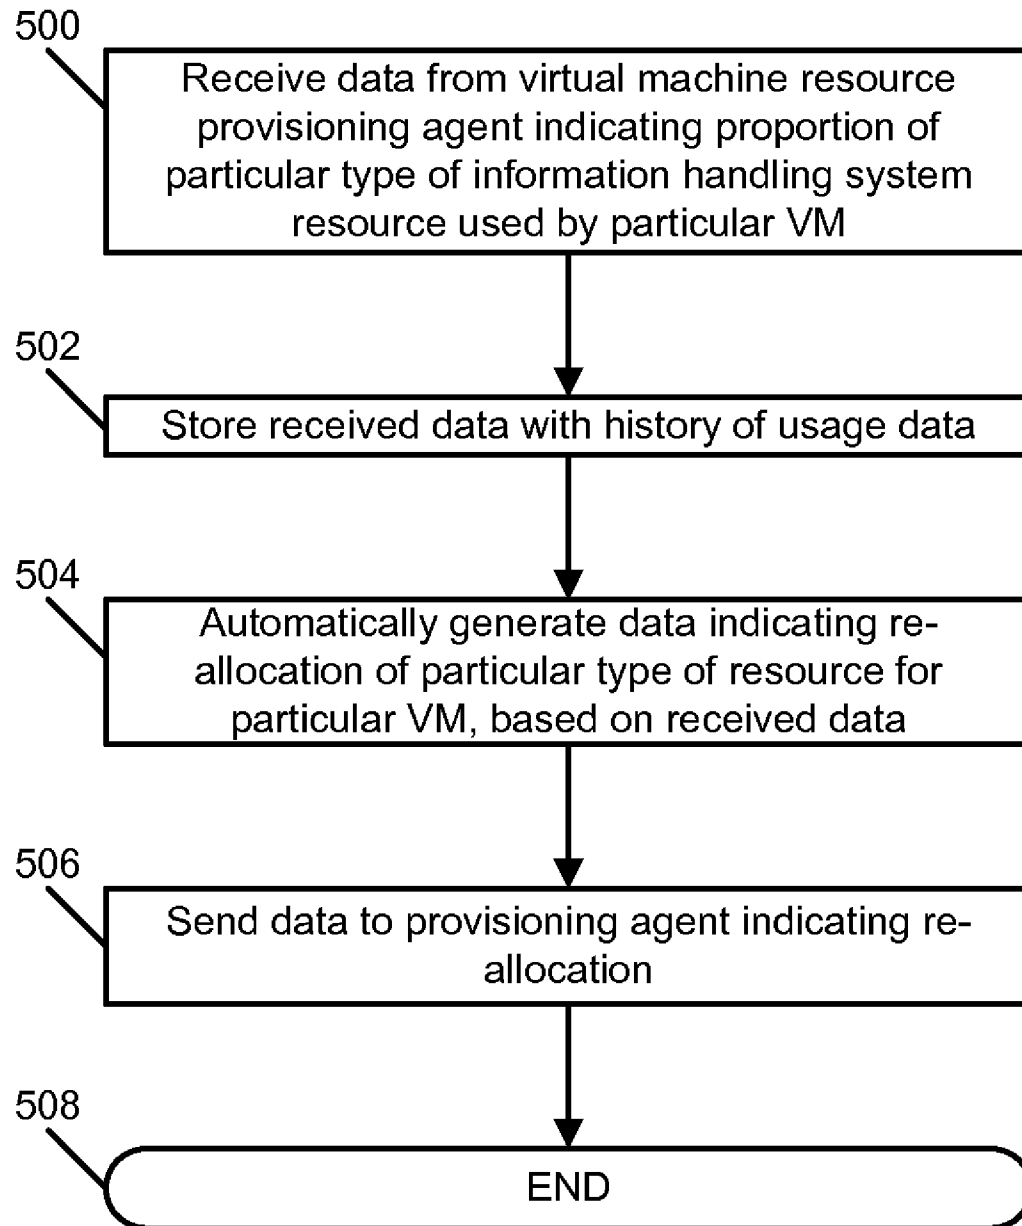 500
Receive data from virtual machine resource
provisioning agent indicating proportion of
particular type of information handling system
resource used by particular VM
502
Store received data with history of usage data
504
Automatically generate data indicating re-
allocation of particular type of resource for
particular VM, based on received data
506
Send data to provisioning agent indicating re-
allocation
508
END